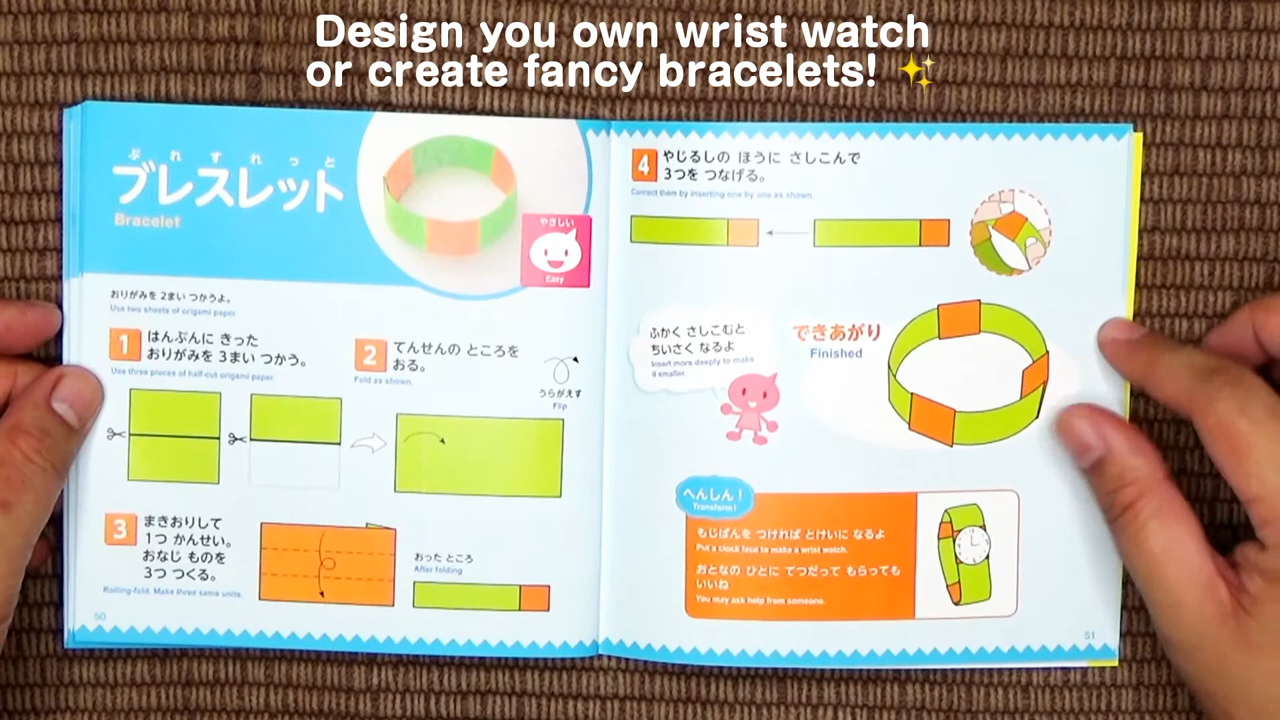 Design you own wrist watch
or create fancy bracelets! ✨
ぶれすれっと
ブレスレット
Bracelet
やさしい
Easy
おりがみを 2まい つかうよ。
Use two sheets of origami paper.
1
はんぶんに きった
おりがみを 3まい つかう。
Use three pieces of half-cut origami paper.
2
てんせんの ところを
おる。
Fold as shown.
うらがえす
Flip
3
まきおりして
1つ かんせい。
おなじ ものを
3つ つくる。
Rolling-fold. Make three same units.
おった ところ
After folding
50
4
やじるしの ほうに さしこんで
3つを つなげる。
Connect them by inserting one by one as shown.
ふかく さしこむと
ちいさく なるよ
Insert more deeply to make
it smaller.
できあがり
Finished
へんしん!
Transform!
もじばんを つければ とけいに なるよ
Put a clock face to make a wrist watch.
おとなの ひとに てつだって もらっても
いいね
You may ask help from someone.
51